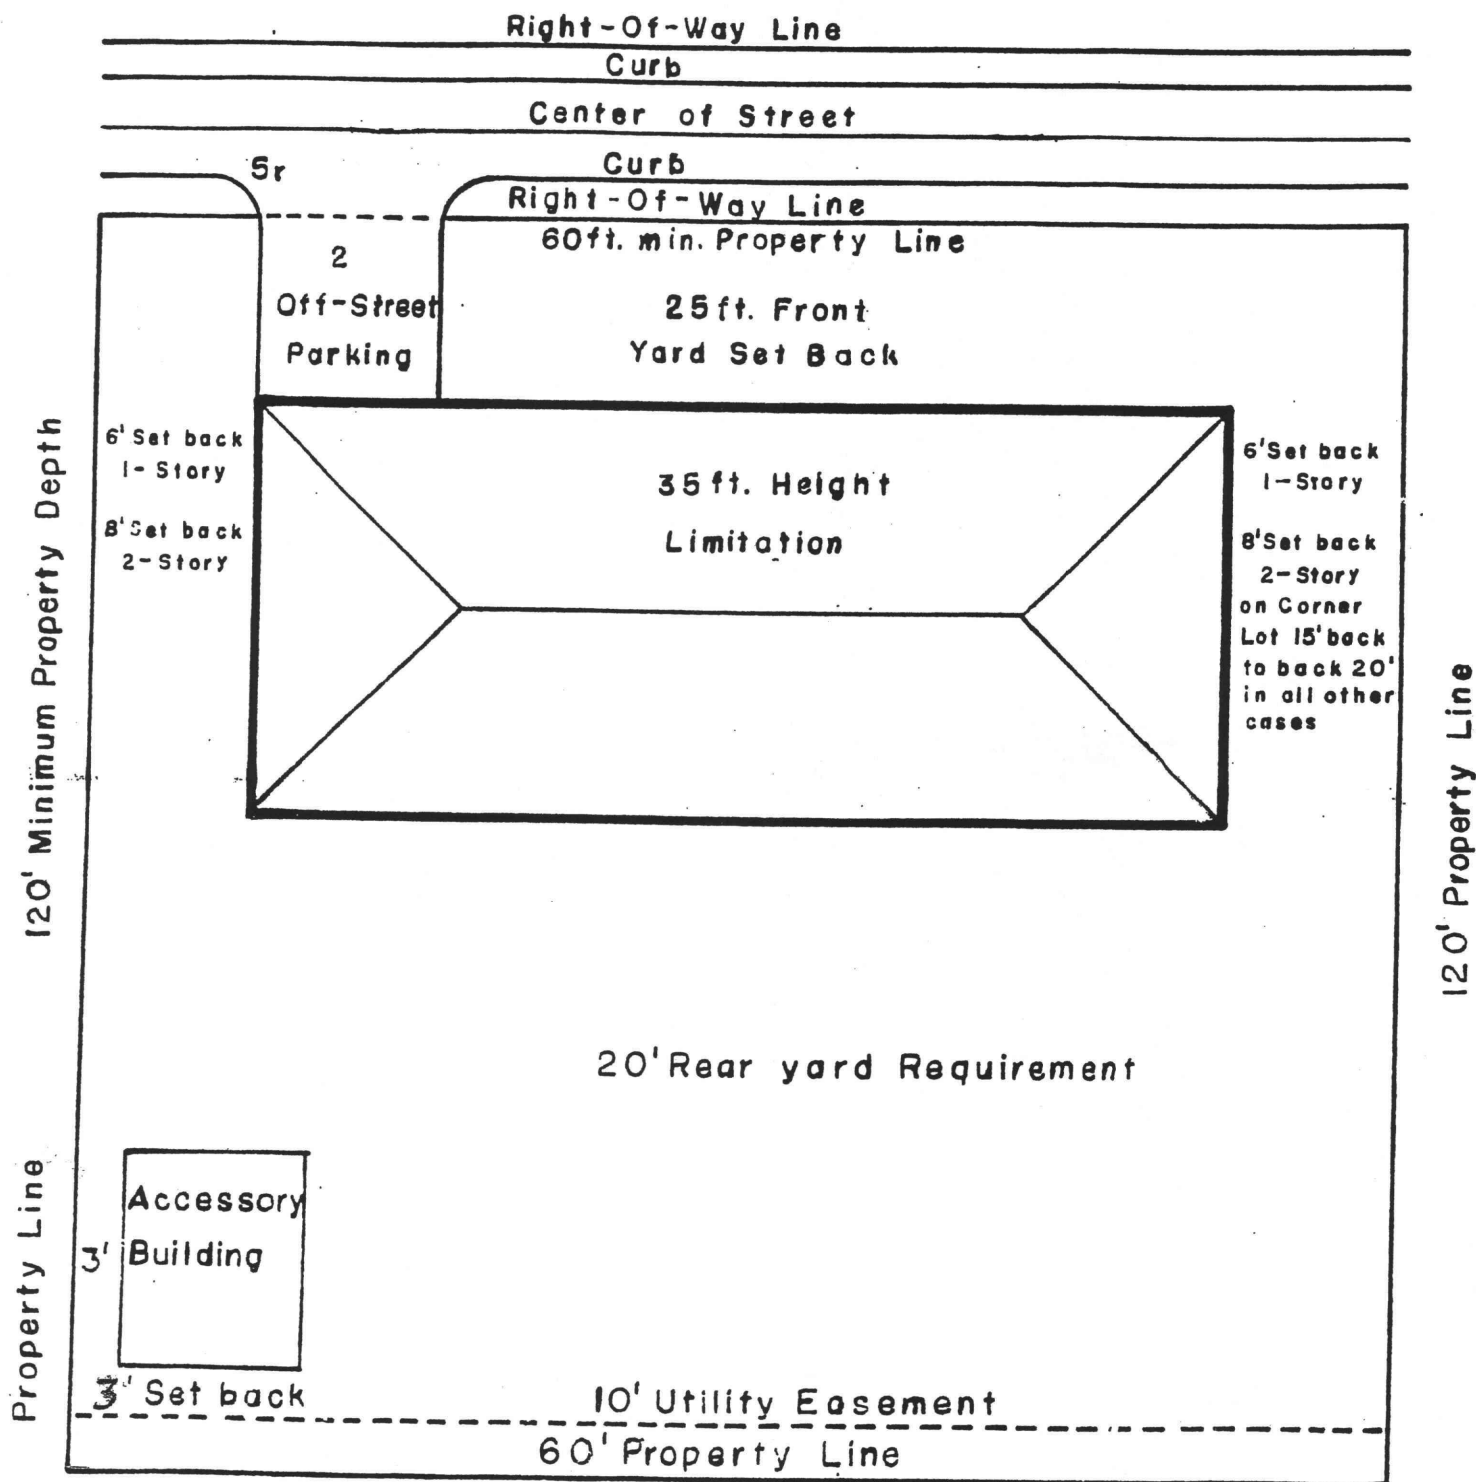 Right-Of-Way Line
Curb
Center of Street
5r
Curb
Right-Of-Way Line
60ft. min. Property Line
2
Off-Street
Parking
25ft. Front
Yard Set Back
6' Set back
1-Story
8' Set back
2-Story
35ft. Height
Limitation
6' Set back
1-Story
8' Set back
2-Story
on Corner
Lot 15' back
to back 20'
in all other
cases
120' Minimum Property Depth
120' Property Line
20' Rear yard Requirement
Property Line
Accessory
Building
3'
3' Set back
10' Utility Easement
60' Property Line